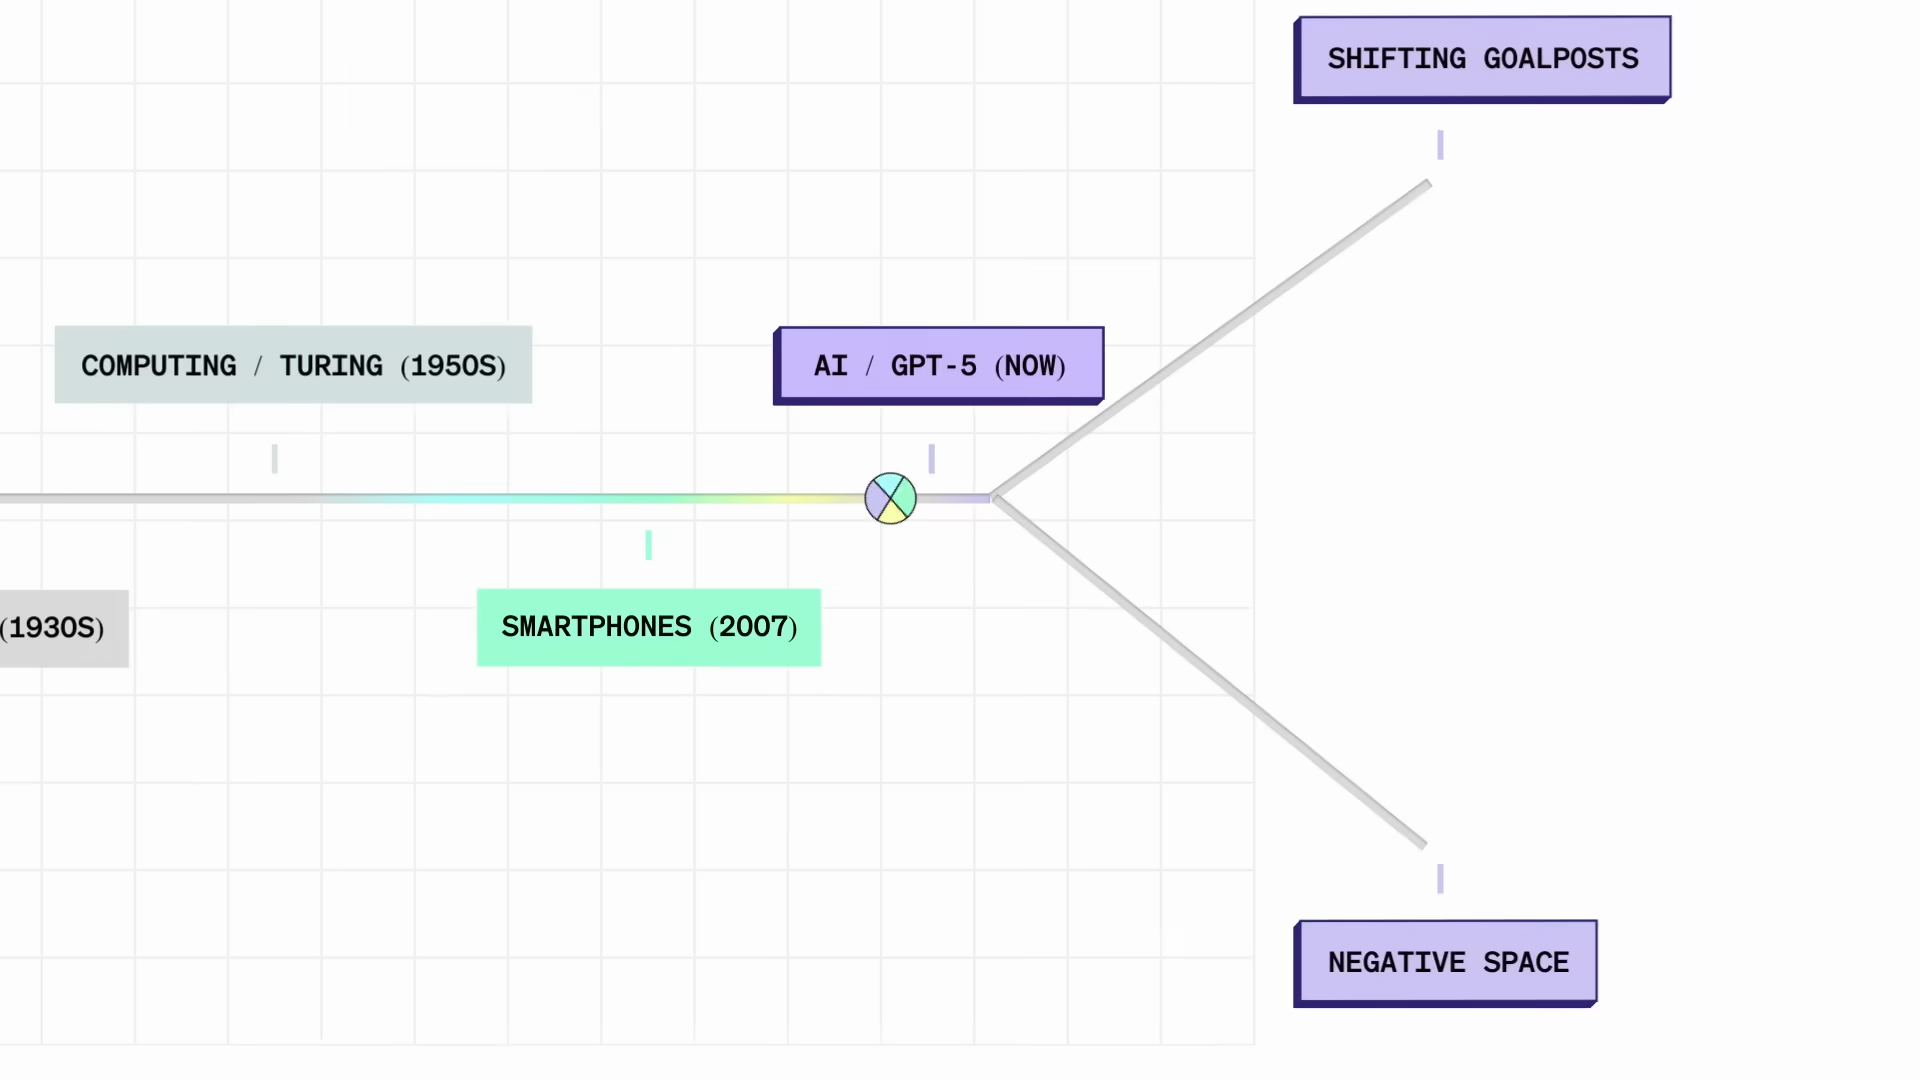 SHIFTING GOALPOSTS
COMPUTING / TURING (1950S)
AI / GPT-5 (NOW)
(1930S)
SMARTPHONES (2007)
NEGATIVE SPACE